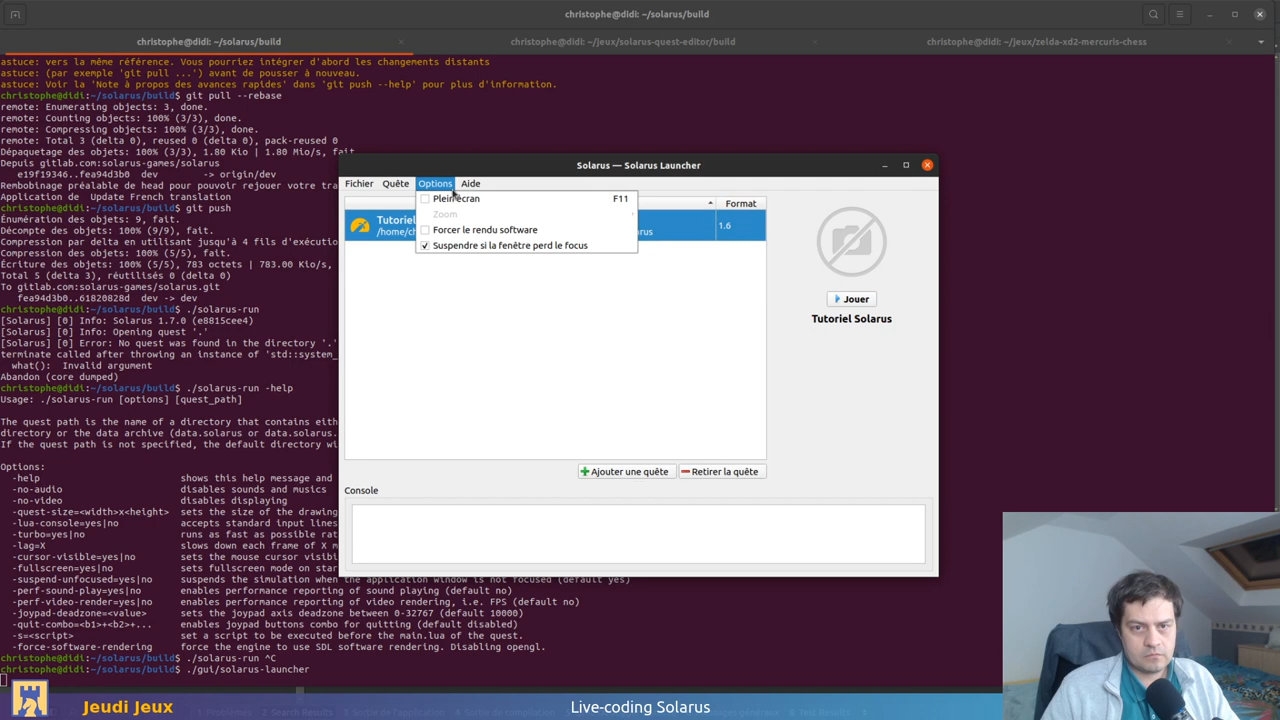 christophe@didi: ~/solarus/build
christophe@didi: ~/solarus/build
christophe@didi: ~/jeux/solarus-quest-editor/build
christophe@didi: ~/jeux/zelda-xd2-mercuris-chess
astuce: vers la même référence. Vous pourriez intégrer d'abord les changements distants
astuce: (par exemple 'git pull ...') avant de pousser à nouveau.
astuce: Voir la 'Note à propos des avances rapides' dans 'git push --help' pour plus d'information.
christophe@didi:~/solarus/build$ git pull --rebase
remote: Enumerating objects: 3, done.
remote: Counting objects: 100% (3/3), done.
remote: Compressing objects: 100% (3/3), done.
remote: Total 3 (delta 0), reused 0 (delta 0), pack-reused 0
Dépaquetage des objets: 100% (3/3), 1.80 Kio | 1.80 Mio/s, fait.
Depuis gitlab.com:solarus-games/solarus
e19f19346..fea94d3b0 dev -> origin/dev
Rembobinage préalable de head pour pouvoir rejouer votre tra
Application de Update French translation
christophe@didi:~/solarus/build$ git push
Énumération des objets: 9, fait.
Décompte des objets: 100% (9/9), fait.
Compression par delta en utilisant jusqu'à 4 fils d'exécutio
Compression des objets: 100% (5/5), fait.
Écriture des objets: 100% (5/5), 783 octets | 783.00 Kio/s,
Total 5 (delta 3), réutilisés 0 (delta 0)
To gitlab.com:solarus-games/solarus.git
fea94d3b0..61820828d dev -> dev
christophe@didi:~/solarus/build$ ./solarus-run
[Solarus] [0] Info: Solarus 1.7.0 (e8815cee4)
[Solarus] [0] Info: Opening quest '.'
[Solarus] [0] Error: No quest was found in the directory '.'
terminate called after throwing an instance of 'std::system_
what(): Invalid argument
Abandon (core dumped)
christophe@didi:~/solarus/build$ ./solarus-run -help
Usage: ./solarus-run [options] [quest_path]
The quest path is the name of a directory that contains eith
directory or the data archive (data.solarus or data.solarus.
If the quest path is not specified, the default directory wi
Options:
-help shows this help message and
-no-audio disables sounds and musics
-no-video disables displaying
-quest-size=<width>x<height> sets the size of the drawing
-lua-console=yes|no accepts standard input lines
-turbo=yes|no runs as fast as possible rat
-lag=X slows down each frame of X m
-cursor-visible=yes|no sets the mouse cursor visibi
-fullscreen=yes|no sets fullscreen mode on star
-suspend-unfocused=yes|no suspends the simulation when the application window is not focused (default yes)
-perf-sound-play=yes|no enables performance reporting of sound playing (default no)
-perf-video-render=yes|no enables performance reporting of video rendering, i.e. FPS (default no)
-joypad-deadzone=<value> sets the joypad axis deadzone between 0-32767 (default 10000)
-quit-combo=<b1>+<b2>+... enables joypad buttons combo for quitting (default disabled)
-s=<script> set a script to be executed before the main.lua of the quest.
-force-software-rendering force the engine to use SDL software rendering. Disabling opengl.
christophe@didi:~/solarus/build$ ./solarus-run ^C
christophe@didi:~/solarus/build$ ./gui/solarus-launcher
Solarus — Solarus Launcher
Fichier Quête Options Aide
Plein écran F11
Zoom
Forcer le rendu software
Suspendre si la fenêtre perd le focus
Format
Tutoriel
/home/ch
arus
1.6
Jouer
Tutoriel Solarus
Ajouter une quête
Retirer la quête
Console
Jeudi Jeux
Live-coding Solarus